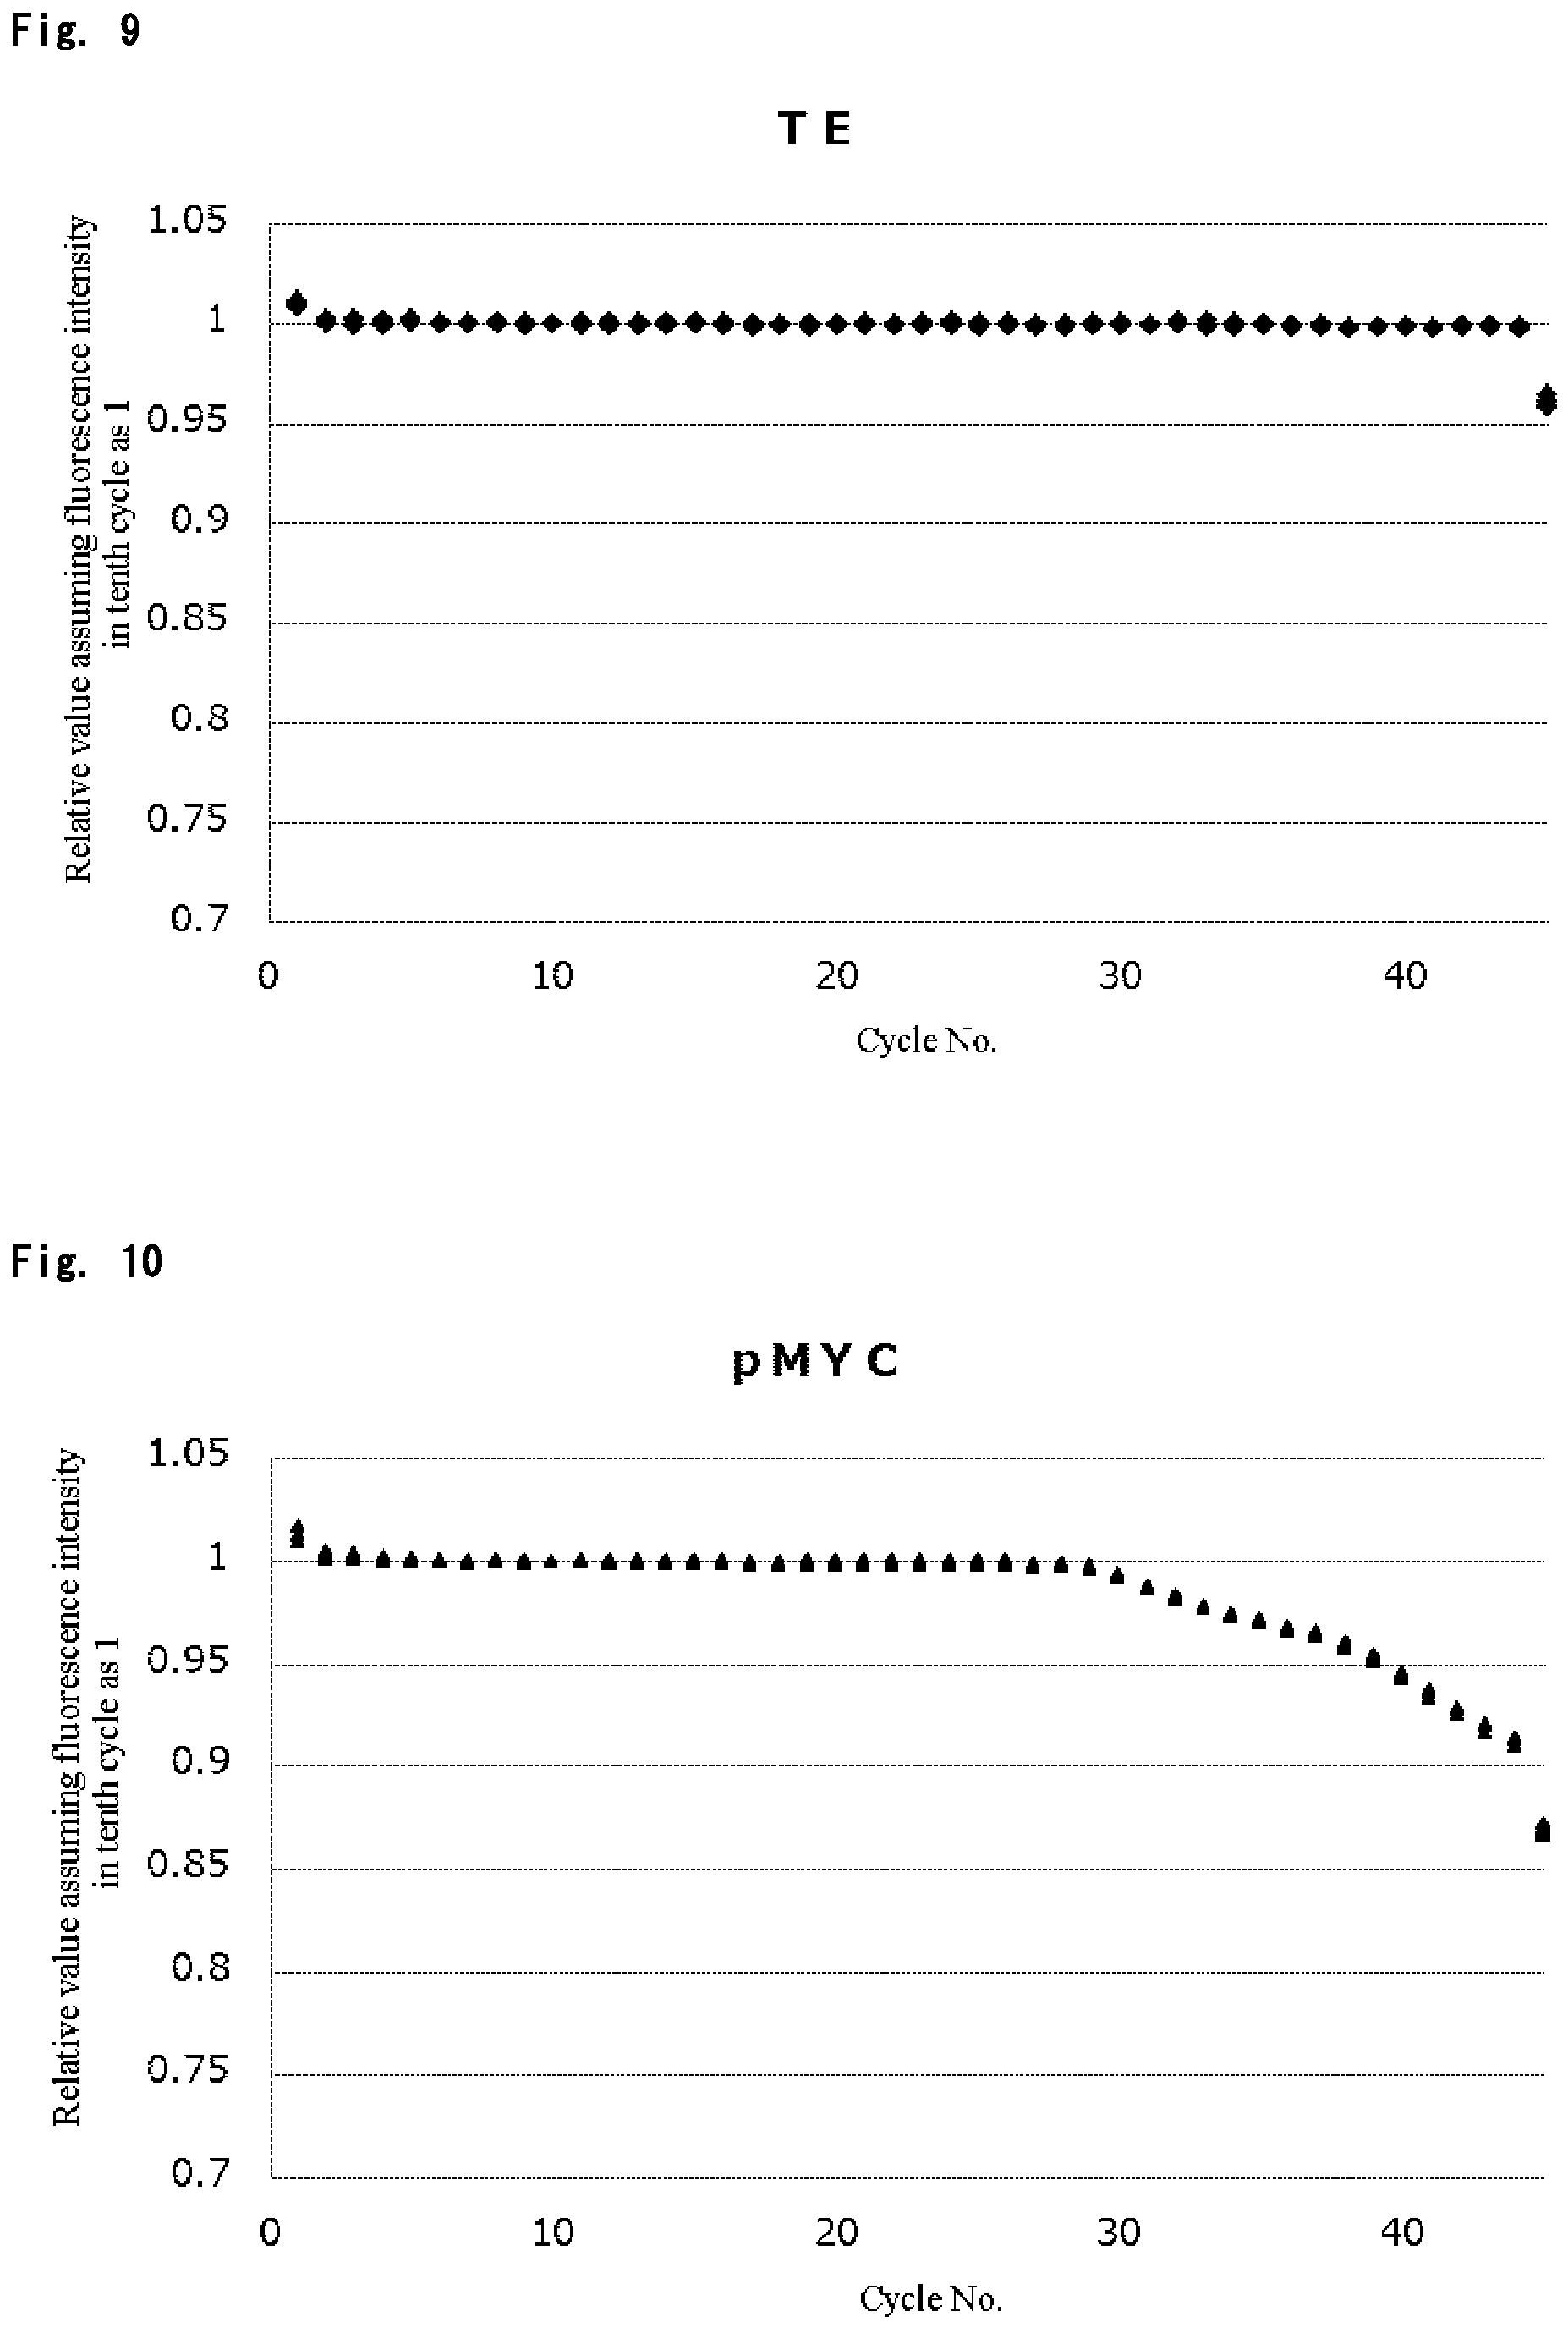 Fig. 9
TE
Relative value assuming fluorescence intensity
in tenth cycle as 1
1.05
1
0.95
0.9
0.85
0.8
0.75
0.7
0 10 20 30 40
Cycle No.
Fig. 10
pMYC
Relative value assuming fluorescence intensity
in tenth cycle as 1
1.05
1
0.95
0.9
0.85
0.8
0.75
0.7
0 10 20 30 40
Cycle No.